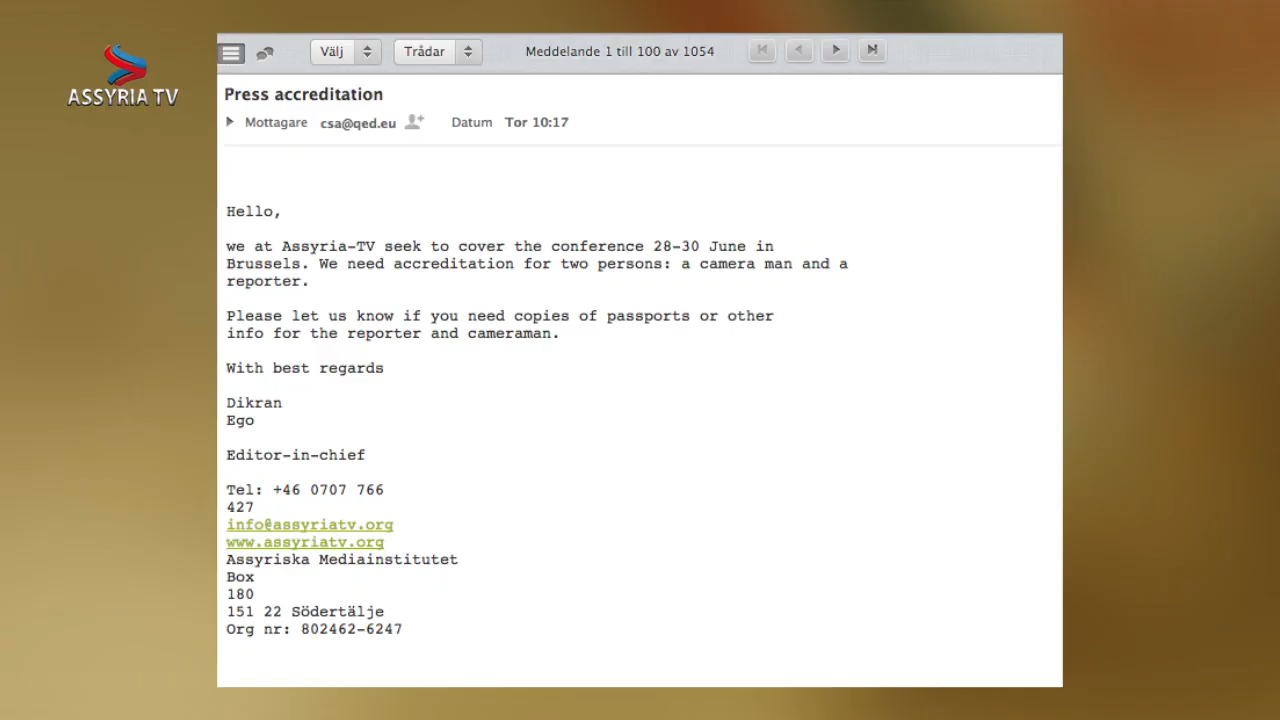 ASSYRIA TV
Välj
Trådar
Meddelande 1 till 100 av 1054
Press accreditation
Mottagare csa@qed.eu Datum Tor 10:17
Hello,
we at Assyria-TV seek to cover the conference 28-30 June in
Brussels. We need accreditation for two persons: a camera man and a
reporter.
Please let us know if you need copies of passports or other
info for the reporter and cameraman.
With best regards
Dikran
Ego
Editor-in-chief
Tel: +46 0707 766
427
info@assyriatv.org
www.assyriatv.org
Assyriska Mediainstitutet
Box
180
151 22 Södertälje
Org nr: 802462-6247